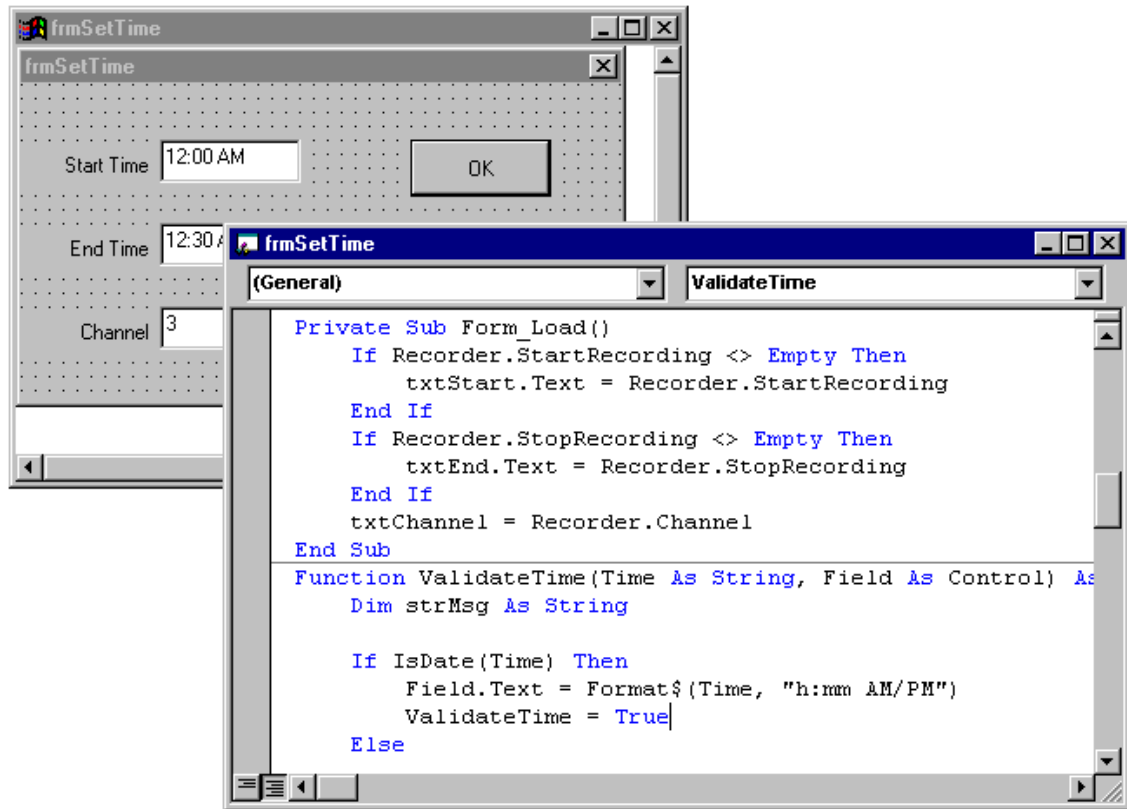 frmSetTime
frmSetTime
Start Time 12:00 AM OK
End Time 12:30
Channel 3
frmSetTime
(General) ValidateTime
Private Sub Form_Load()
    If Recorder.StartRecording <> Empty Then
        txtStart.Text = Recorder.StartRecording
    End If
    If Recorder.StopRecording <> Empty Then
        txtEnd.Text = Recorder.StopRecording
    End If
    txtChannel = Recorder.Channel
End Sub
Function ValidateTime(Time As String, Field As Control) As
    Dim strMsg As String
    If IsDate(Time) Then
        Field.Text = Format$(Time, "h:mm AM/PM")
        ValidateTime = True
    Else